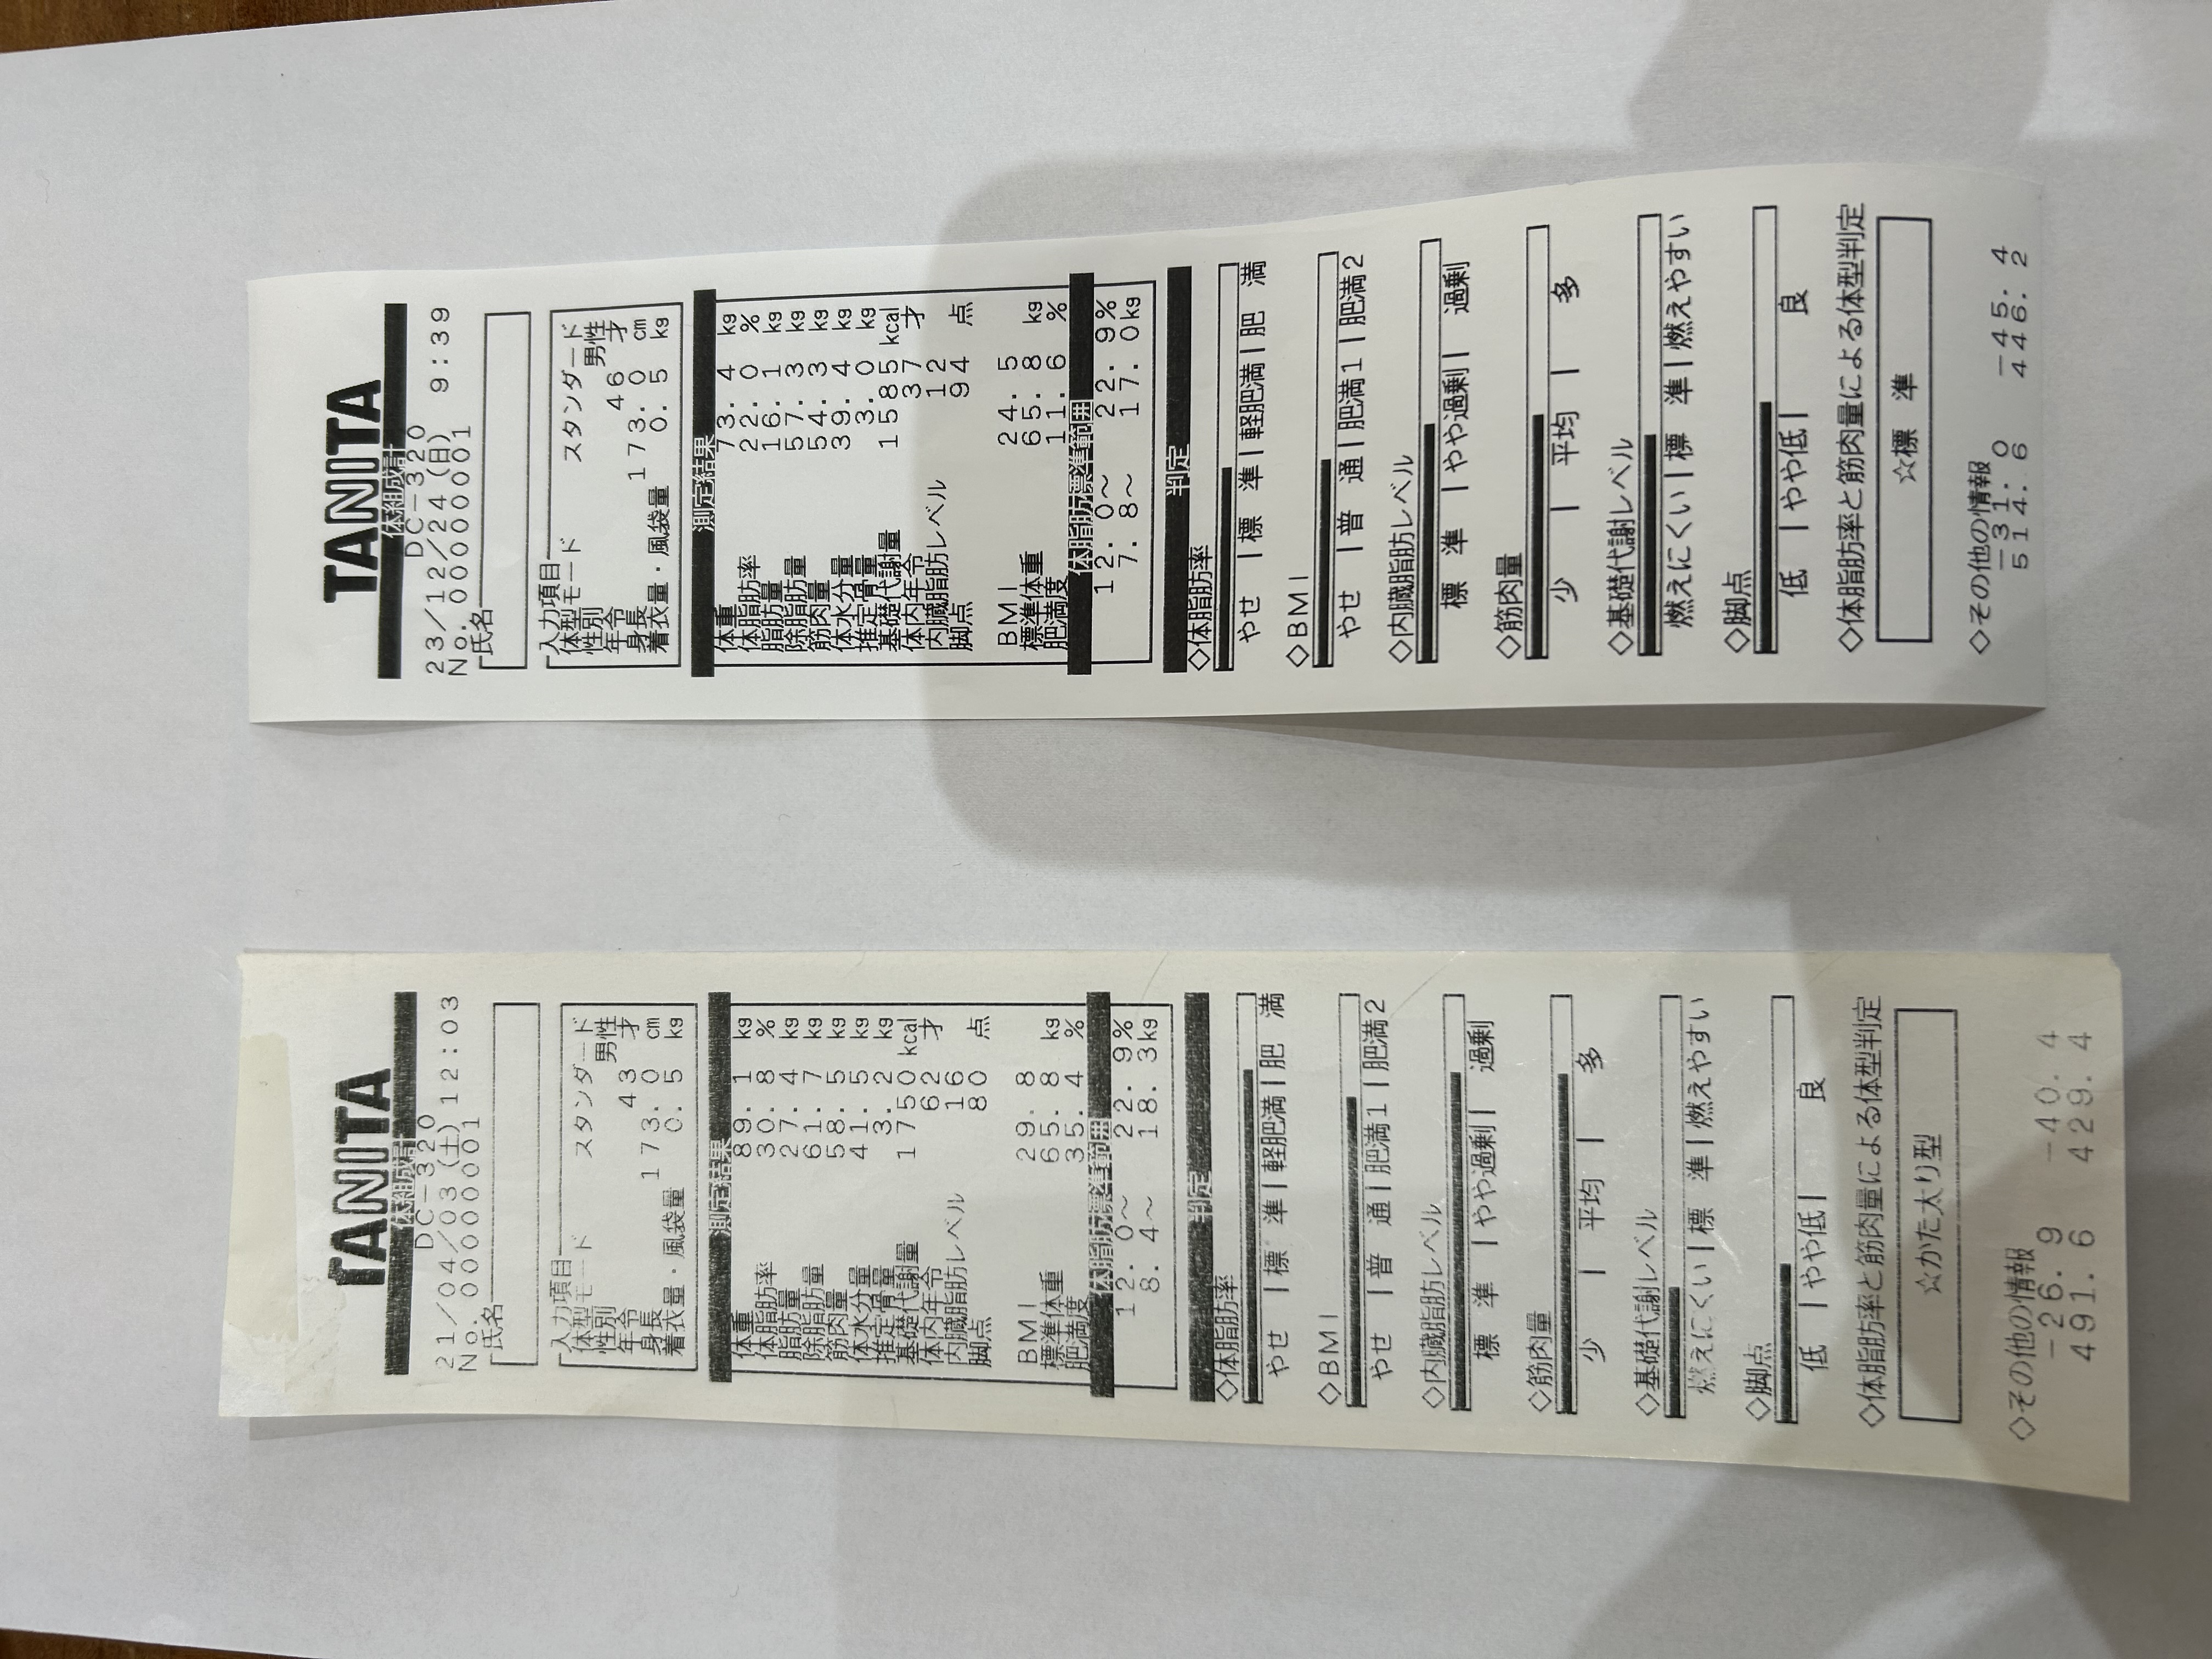 TANITA
体組成計
DC-320
23/12/24(日) 9:39
No. 0000000001
氏名
入力項目
体型モード スタンダード
性別 男性
年令 46才
身長 173.0cm
着衣量・風袋量 0.5kg
測定結果
体重 73.4kg
体脂肪率 22.0%
脂肪量 16.1kg
除脂肪量 57.3kg
筋肉量 54.3kg
体水分量 39.4kg
推定骨量 3.0kg
基礎代謝量 1585kcal
体内年令 37才
内臓脂肪レベル 12
脚点 94点
BMI 24.5
標準体重 65.8kg
肥満度 11.6%
体脂肪標準範囲
12.0~ 22.9%
7.8~ 17.0kg
判定
◇体脂肪率
やせ |標 準|軽肥満|肥 満
◇BMI
やせ |普 通|肥満1|肥満2
◇内臓脂肪レベル
標 準 |やや過剰| 過剰
◇筋肉量
少 | 平均 | 多
◇基礎代謝レベル
燃えにくい|標 準|燃えやすい
◇脚点
低 |やや低| 良
◇体脂肪率と筋肉量による体型判定
☆標 準
◇その他の情報
-31.0 -45.4
514.6 446.2
TANITA
体組成計
DC-320
21/04/03(土)12:03
No. 0000000001
氏名
入力項目
体型モード スタンダード
性別 男性
年令 43才
身長 173.0cm
着衣量・風袋量 0.5kg
測定結果
体重 89.1kg
体脂肪率 30.8%
脂肪量 27.4kg
除脂肪量 61.7kg
筋肉量 58.5kg
体水分量 41.5kg
推定骨量 3.2kg
基礎代謝量 1750kcal
体内年令 62才
内臓脂肪レベル 16
脚点 80点
BMI 29.8
標準体重 65.8kg
肥満度 35.4%
体脂肪標準範囲
12.0~ 22.9%
8.4~ 18.3kg
判定
◇体脂肪率
やせ |標 準|軽肥満|肥 満
◇BMI
やせ |普 通|肥満1|肥満2
◇内臓脂肪レベル
標 準 |やや過剰| 過剰
◇筋肉量
少 | 平均 | 多
◇基礎代謝レベル
燃えにくい|標 準|燃えやすい
◇脚点
低 |やや低| 良
◇体脂肪率と筋肉量による体型判定
☆かた太り型
◇その他の情報
-26.9 -40.4
491.6 429.4